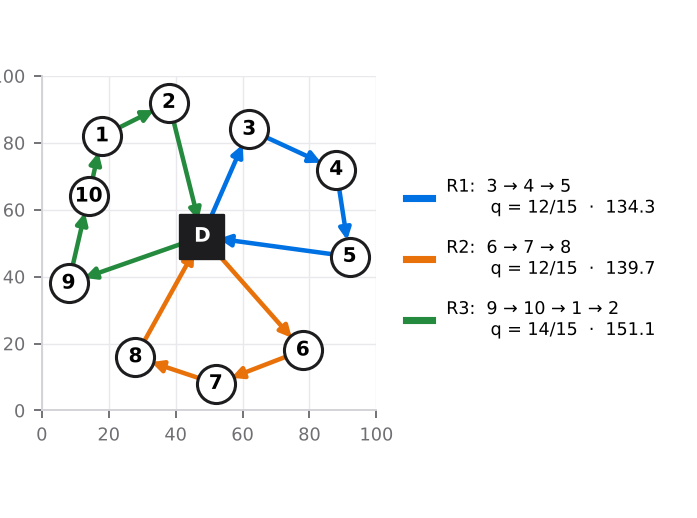 00
80
60
40
20
0
0 20 40 60 80 100
1
2
3
4
5
6
7
8
9
10
D
R1: 3 → 4 → 5
q = 12/15 · 134.3
R2: 6 → 7 → 8
q = 12/15 · 139.7
R3: 9 → 10 → 1 → 2
q = 14/15 · 151.1